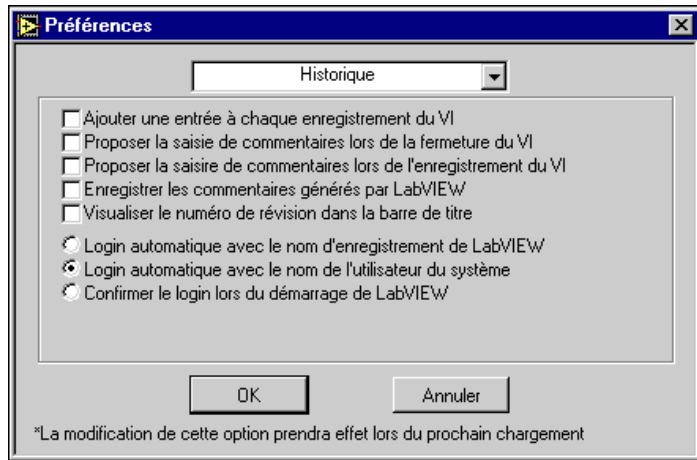 Préférences
Historique
Ajouter une entrée à chaque enregistrement du VI
Proposer la saisie de commentaires lors de la fermeture du VI
Proposer la saisire de commentaires lors de l'enregistrement du VI
Enregistrer les commentaires générés par LabVIEW
Visualiser le numéro de révision dans la barre de titre
Login automatique avec le nom d'enregistrement de LabVIEW
Login automatique avec le nom de l'utilisateur du système
Confirmer le login lors du démarrage de LabVIEW
OK Annuler
*La modification de cette option prendra effet lors du prochain chargement